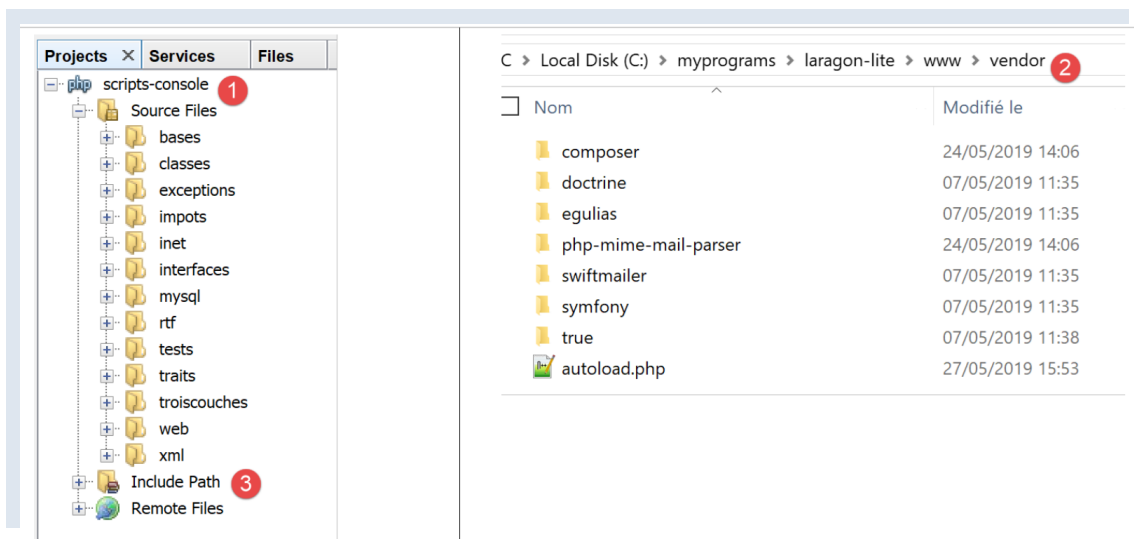 Projects × Services Files
php scripts-console 1
Source Files
bases
classes
exceptions
impots
inet
interfaces
mysql
rtf
tests
traits
troiscouches
web
xml
Include Path 3
Remote Files
C > Local Disk (C:) > myprograms > laragon-lite > www > vendor 2
Nom Modifié le
composer 24/05/2019 14:06
doctrine 07/05/2019 11:35
egulias 07/05/2019 11:35
php-mime-mail-parser 24/05/2019 14:06
swiftmailer 07/05/2019 11:35
symfony 07/05/2019 11:35
true 07/05/2019 11:38
autoload.php 27/05/2019 15:53